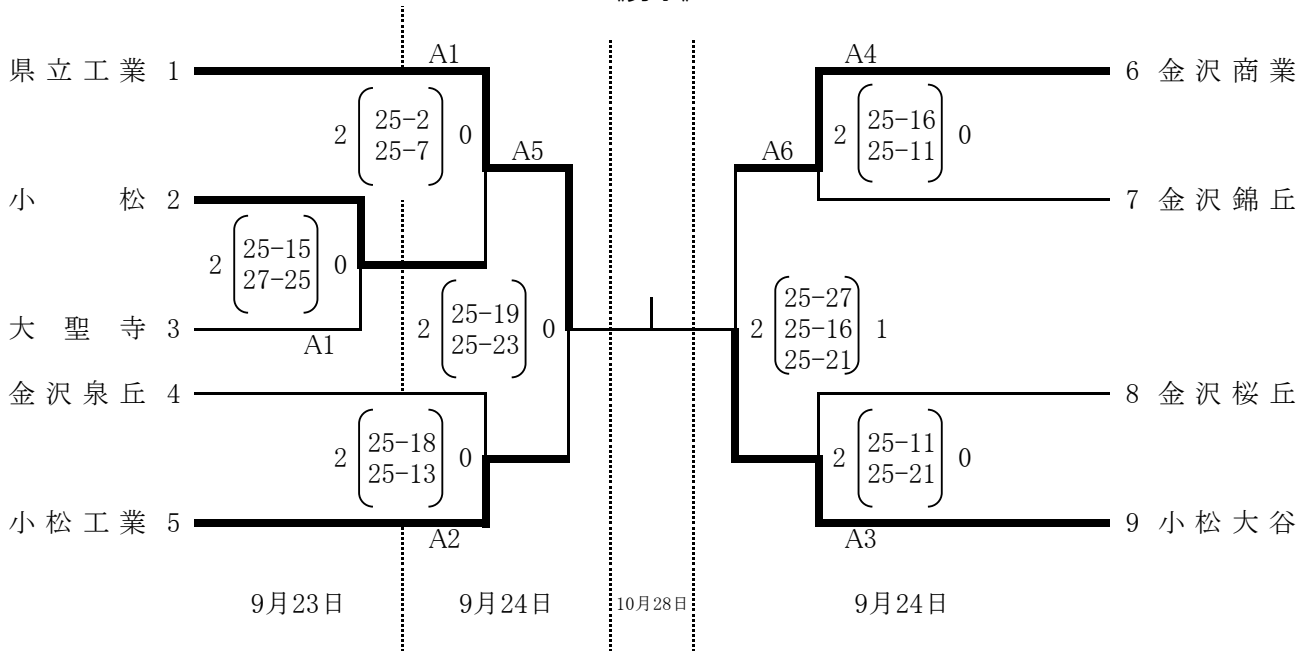 A1
A4
県立工業 1
6 金沢商業
2 25-2 0
25-7
2 25-16 0
25-11
A5
A6
小松 2
7 金沢錦丘
2 25-15 0
27-25
大聖寺 3
A1
2 25-19 0
25-23
25-27
2 25-16 1
25-21
金沢泉丘 4
8 金沢桜丘
2 25-18 0
25-13
2 25-11 0
25-21
小松工業 5
9 小松大谷
A2
A3
9月23日
9月24日
10月28日
9月24日